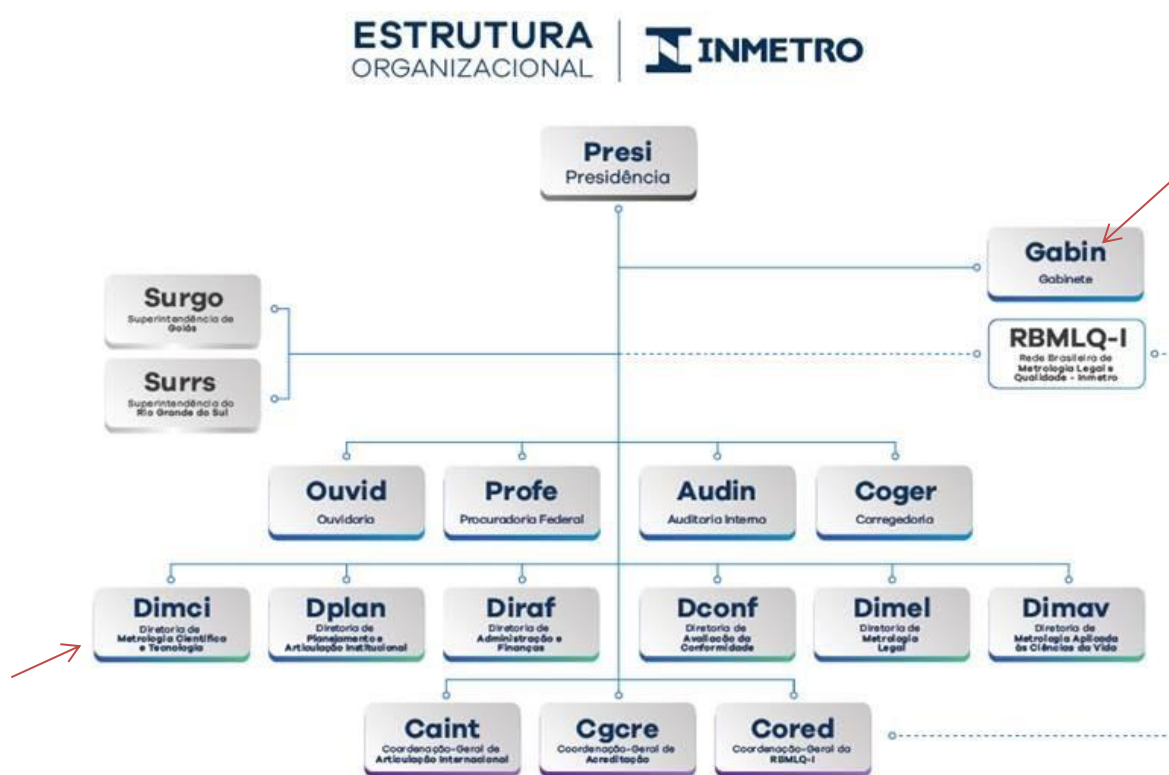 ESTRUTURA
ORGANIZACIONAL
INMETRO
Presi
Presidência
Gabin
Gabinete
Surgo
Superintendência de
Goiás
RBMLQ-I
Rede Brasileira de
Metrologia Legal e
Qualidade - Inmetro
Surrs
Superintendência do
Rio Grande do Sul
Ouvid
Ouvidoria
Profe
Procuradoria Federal
Audin
Auditoria Interna
Coger
Corregedoria
Dimci
Diretoria de
Metrologia Científica
e Tecnologia
Dplan
Diretoria de
Planejamento e
Articulação Institucional
Diraf
Diretoria de
Administração e
Finanças
Dconf
Diretoria de
Avaliação da
Conformidade
Dimel
Diretoria de
Metrologia
Legal
Dimav
Diretoria de
Metrologia Aplicada
às Ciências da Vida
Caint
Coordenação-Geral de
Articulação Internacional
Cgcre
Coordenação-Geral de
Acreditação
Cored
Coordenação-Geral da
RBMLQ-I